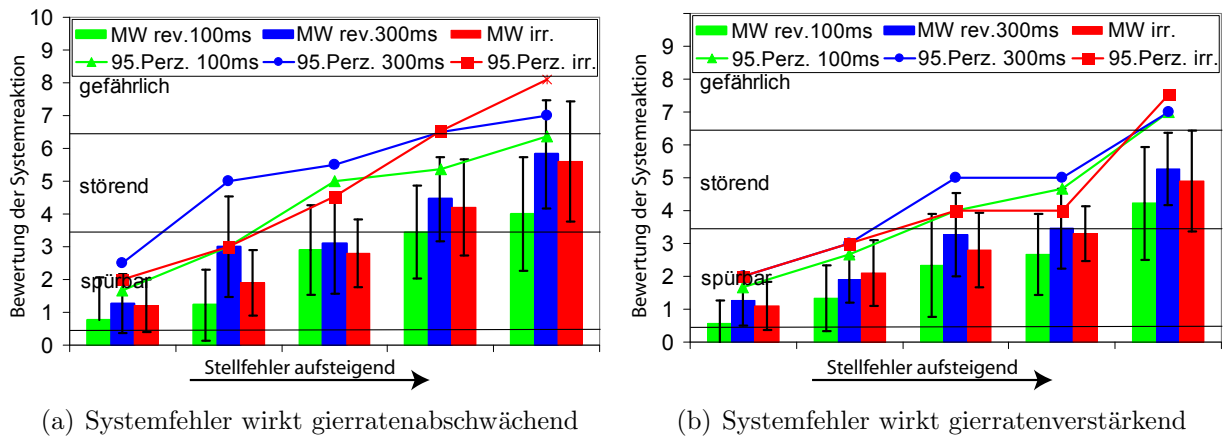 Bewertung der Systemreaktion
10
9
8
7
6
5
4
3
2
1
0
MW rev.100ms MW rev.300ms MW irr.
95.Perz. 100ms 95.Perz. 300ms 95.Perz. irr.
gefährlich
störend
spürbar
Stellfehler aufsteigend
(a) Systemfehler wirkt gierratenabschwächend
Bewertung der Systemreaktion
10
9
8
7
6
5
4
3
2
1
0
MW rev.100ms MW rev.300ms MW irr.
95.Perz. 100ms 95.Perz. 300ms 95.Perz. irr.
gefährlich
störend
spürbar
Stellfehler aufsteigend
(b) Systemfehler wirkt gierratenverstärkend